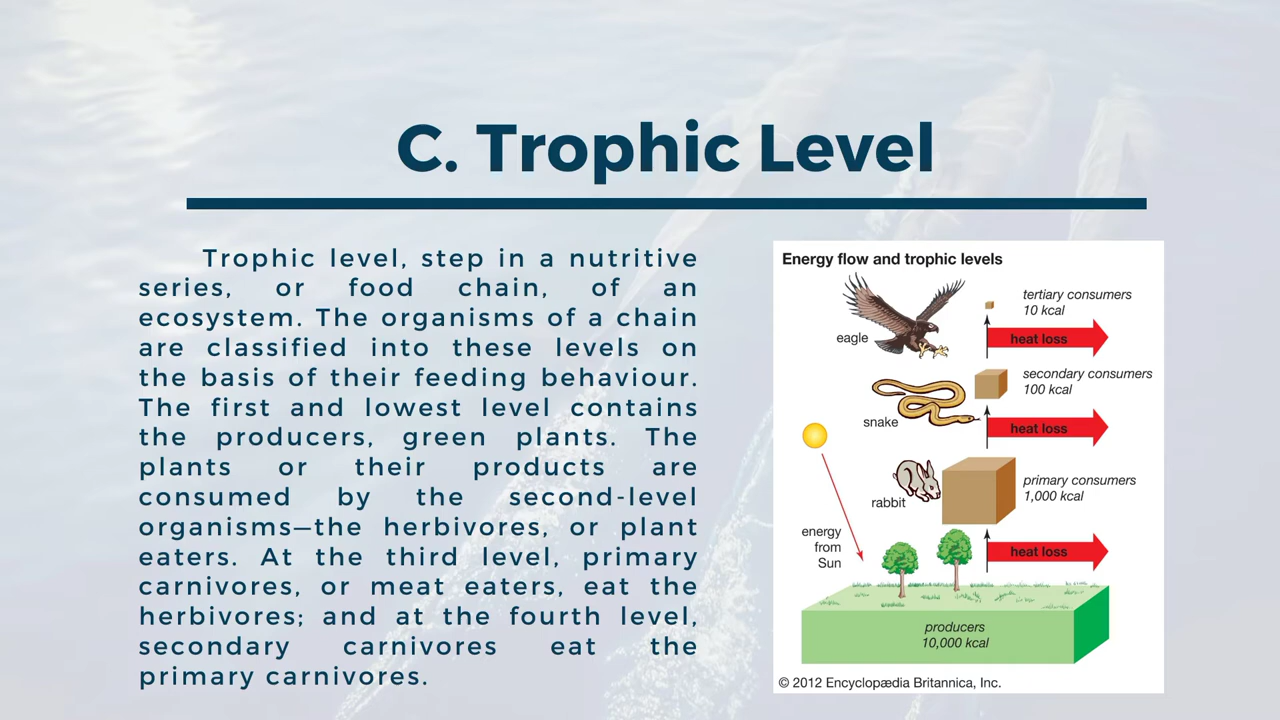 C. Trophic Level
Trophic level, step in a nutritive
series, or food chain, of an
ecosystem. The organisms of a chain
are classified into these levels on
the basis of their feeding behaviour.
The first and lowest level contains
the producers, green plants. The
plants or their products are
consumed by the second-level
organisms—the herbivores, or plant
eaters. At the third level, primary
carnivores, or meat eaters, eat the
herbivores; and at the fourth level,
secondary carnivores eat the
primary carnivores.
Energy flow and trophic levels
tertiary consumers
10 kcal
eagle
heat loss
secondary consumers
100 kcal
snake
heat loss
primary consumers
1,000 kcal
rabbit
energy
from
Sun
heat loss
producers
10,000 kcal
© 2012 Encyclopædia Britannica, Inc.